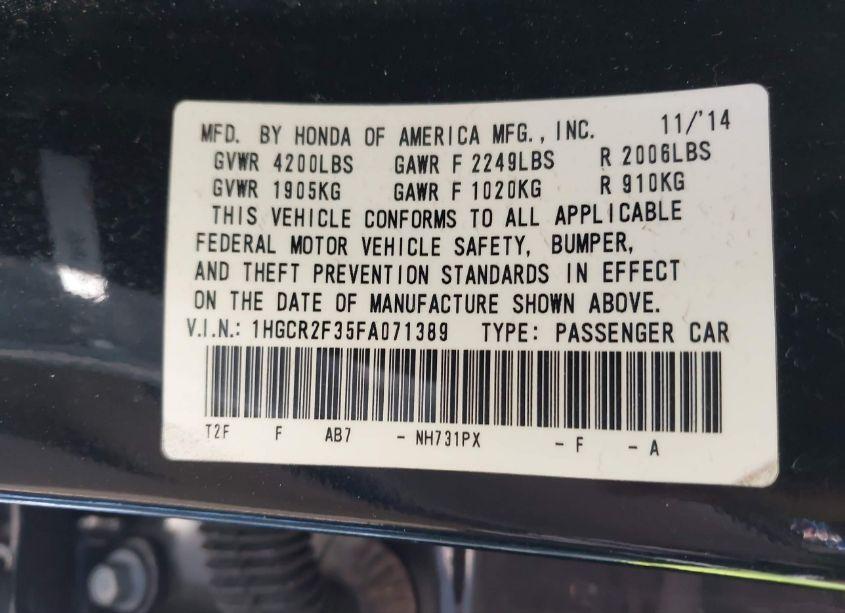 MFD. BY HONDA OF AMERICA MFG., INC. 11/'14
GVWR 4200LBS GAWR F 2249LBS R 2006LBS
GVWR 1905KG GAWR F 1020KG R 910KG
THIS VEHICLE CONFORMS TO ALL APPLICABLE
FEDERAL MOTOR VEHICLE SAFETY, BUMPER,
AND THEFT PREVENTION STANDARDS IN EFFECT
ON THE DATE OF MANUFACTURE SHOWN ABOVE.
V.I.N.: 1HGCR2F35FA071389 TYPE: PASSENGER CAR
T2F F AB7 - NH731PX - F - A